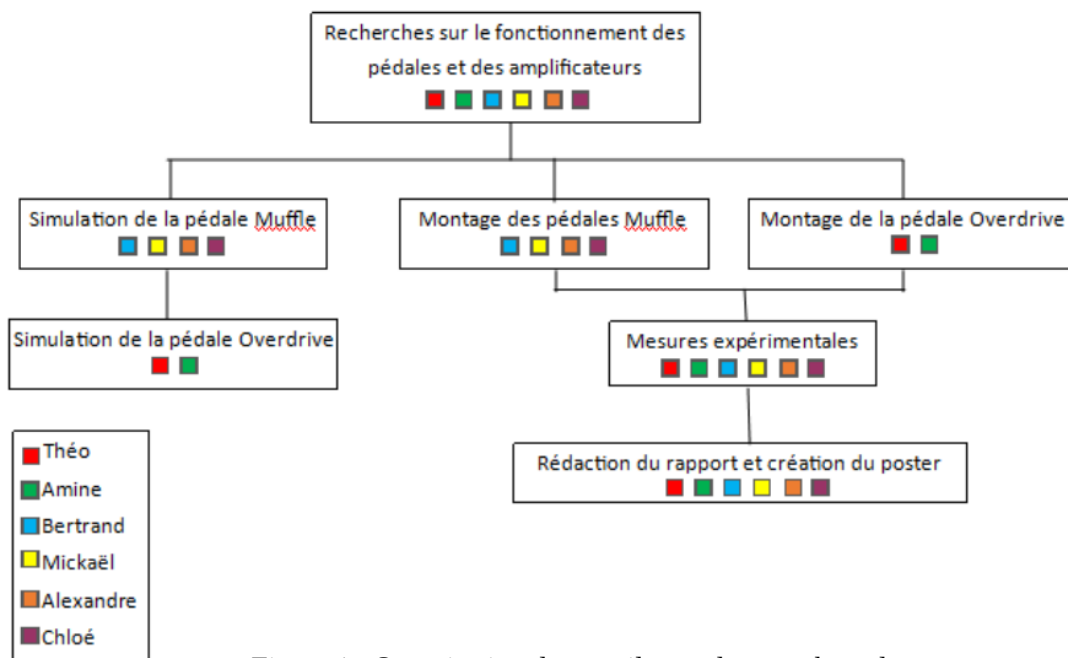 Recherches sur le fonctionnement des
pédales et des amplificateurs
Simulation de la pédale Muffle
Montage des pédales Muffle
Montage de la pédale Overdrive
Simulation de la pédale Overdrive
Mesures expérimentales
Rédaction du rapport et création du poster
Théo
Amine
Bertrand
Mickaël
Alexandre
Chloé